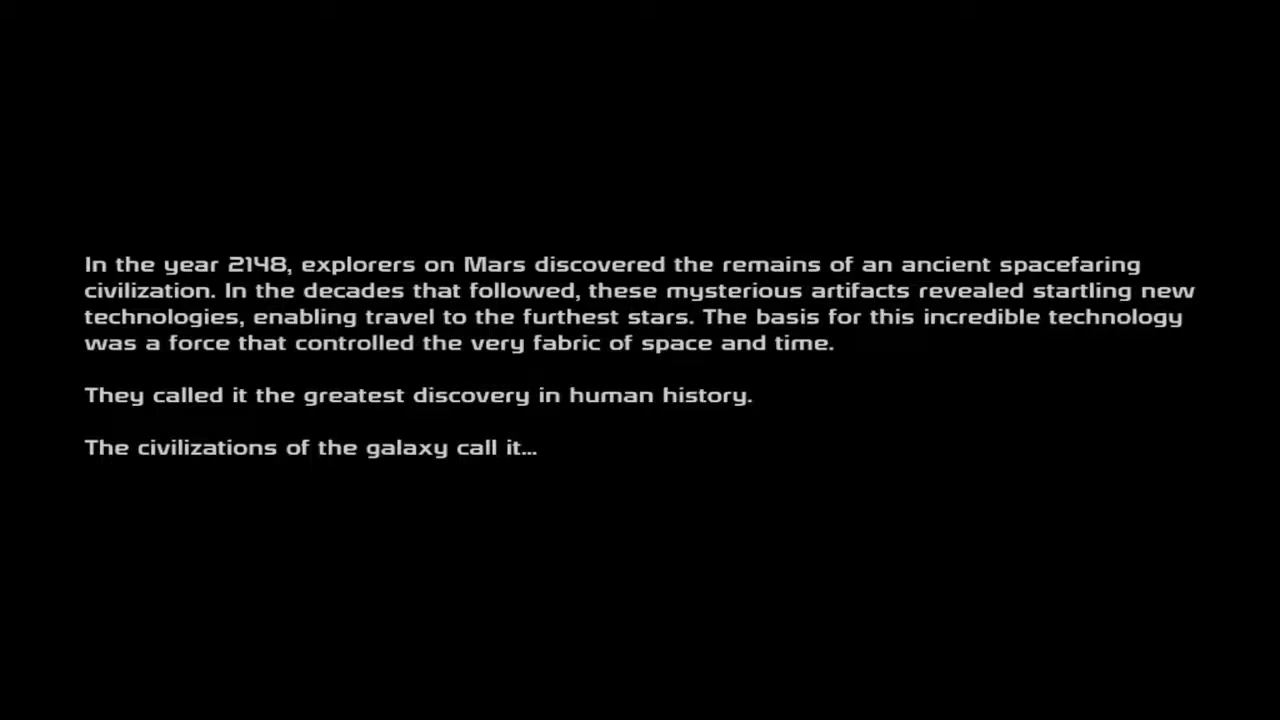 In the year 2148, explorers on Mars discovered the remains of an ancient spacefaring
civilization. In the decades that followed, these mysterious artifacts revealed startling new
technologies, enabling travel to the furthest stars. The basis for this incredible technology
was a force that controlled the very fabric of space and time.
They called it the greatest discovery in human history.
The civilizations of the galaxy call it...